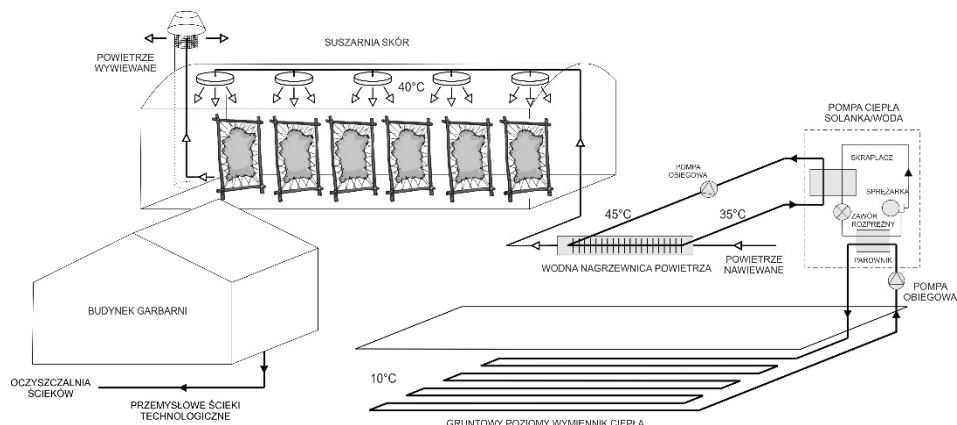 SUSZARNIA SKÓR
POWIETRZE
WYWIEWANE
40°C
POMPA CIEPŁA
SOLANKA/WODA
SKRAPLACZ
SPRĘŻARKA
ZAWÓR
ROZPRĘŻNY
PAROWNIK
POMPA
OBIEGOWA
45°C
35°C
WODNA NAGRZEWNICA POWIETRZA
POWIETRZE
NAWIEWANE
POMPA
OBIEGOWA
BUDYNEK GARBARNI
10°C
OCZYSZCZALNIA
ŚCIEKÓW
PRZEMYSŁOWE ŚCIEKI
TECHNOLOGICZNE
GRUNTOWY POZIOMY WYMIENNIK CIEPŁA